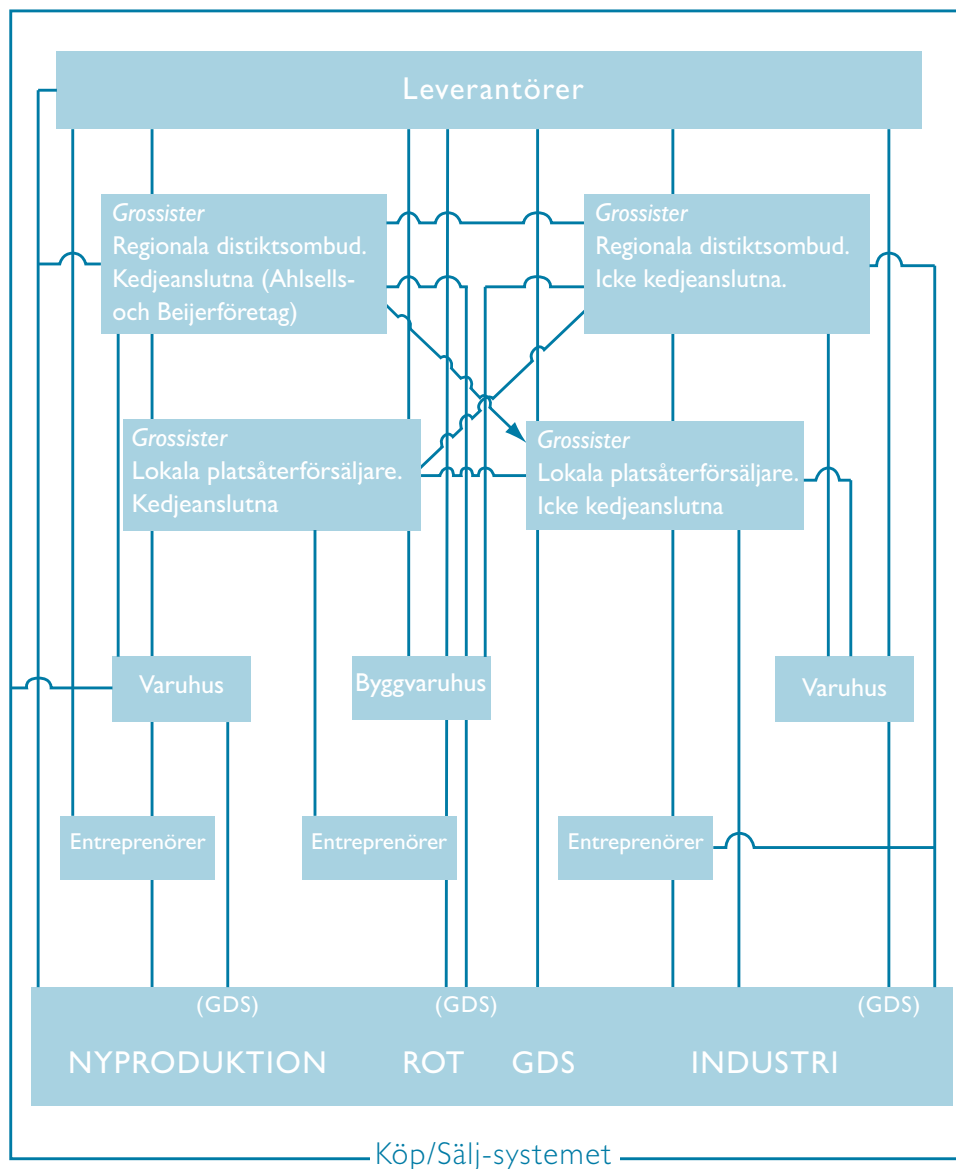 Leverantörer
Grossister
Regionala distiktsombud.
Kedjeanslutna (Ahlsells-
och Beijerföretag)
Grossister
Regionala distiktsombud.
Icke kedjeanslutna.
Grossister
Lokala platsåterförsäljare.
Kedjeanslutna
Grossister
Lokala platsåterförsäljare.
Icke kedjeanslutna
Varuhus
Byggvaruhus
Varuhus
Entreprenörer
Entreprenörer
Entreprenörer
(GDS)
(GDS)
(GDS)
NYPRODUKTION
ROT
GDS
INDUSTRI
Köp/Sälj-systemet